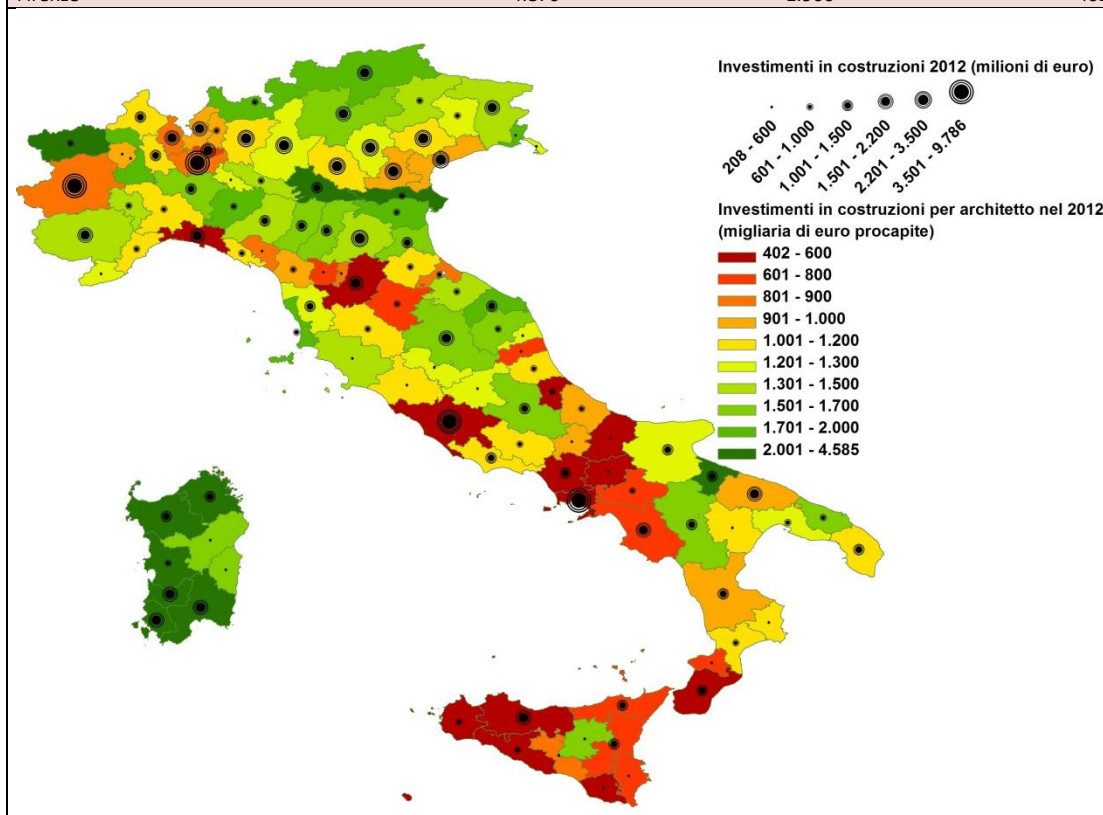 Investimenti in costruzioni 2012 (milioni di euro)
208 - 600
601 - 1.000
1.001 - 1.500
1.501 - 2.200
2.201 - 3.500
3.501 - 9.786
Investimenti in costruzioni per architetto nel 2012
(migliaria di euro procapite)
402 - 600
601 - 800
801 - 900
901 - 1.000
1.001 - 1.200
1.201 - 1.300
1.301 - 1.500
1.501 - 1.700
1.701 - 2.000
2.001 - 4.585